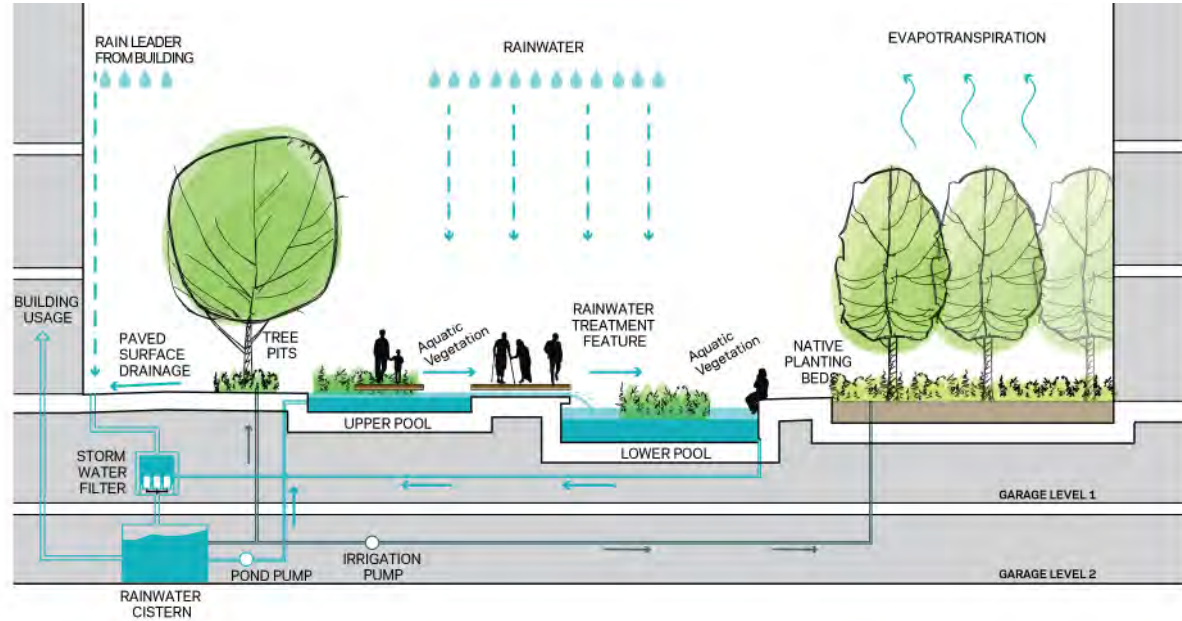 RAIN LEADER
FROM BUILDING
RAINWATER
EVAPOTRANSPIRATION
BUILDING
USAGE
PAVED
SURFACE
DRAINAGE
TREE
PITS
Aquatic
Vegetation
RAINWATER
TREATMENT
FEATURE
Aquatic
Vegetation
NATIVE
PLANTING
BEDS
UPPER POOL
LOWER POOL
STORM
WATER
FILTER
GARAGE LEVEL 1
POND PUMP
IRRIGATION
PUMP
GARAGE LEVEL 2
RAINWATER
CISTERN